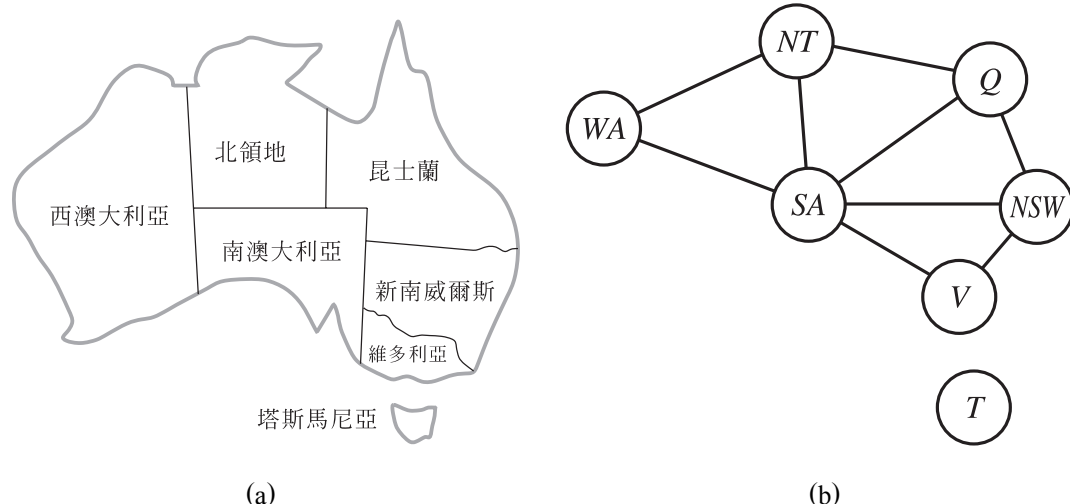 北領地
昆士蘭
西澳大利亞
南澳大利亞
新南威爾斯
維多利亞
塔斯馬尼亞
(a)
NT
Q
WA
SA
NSW
V
T
(b)